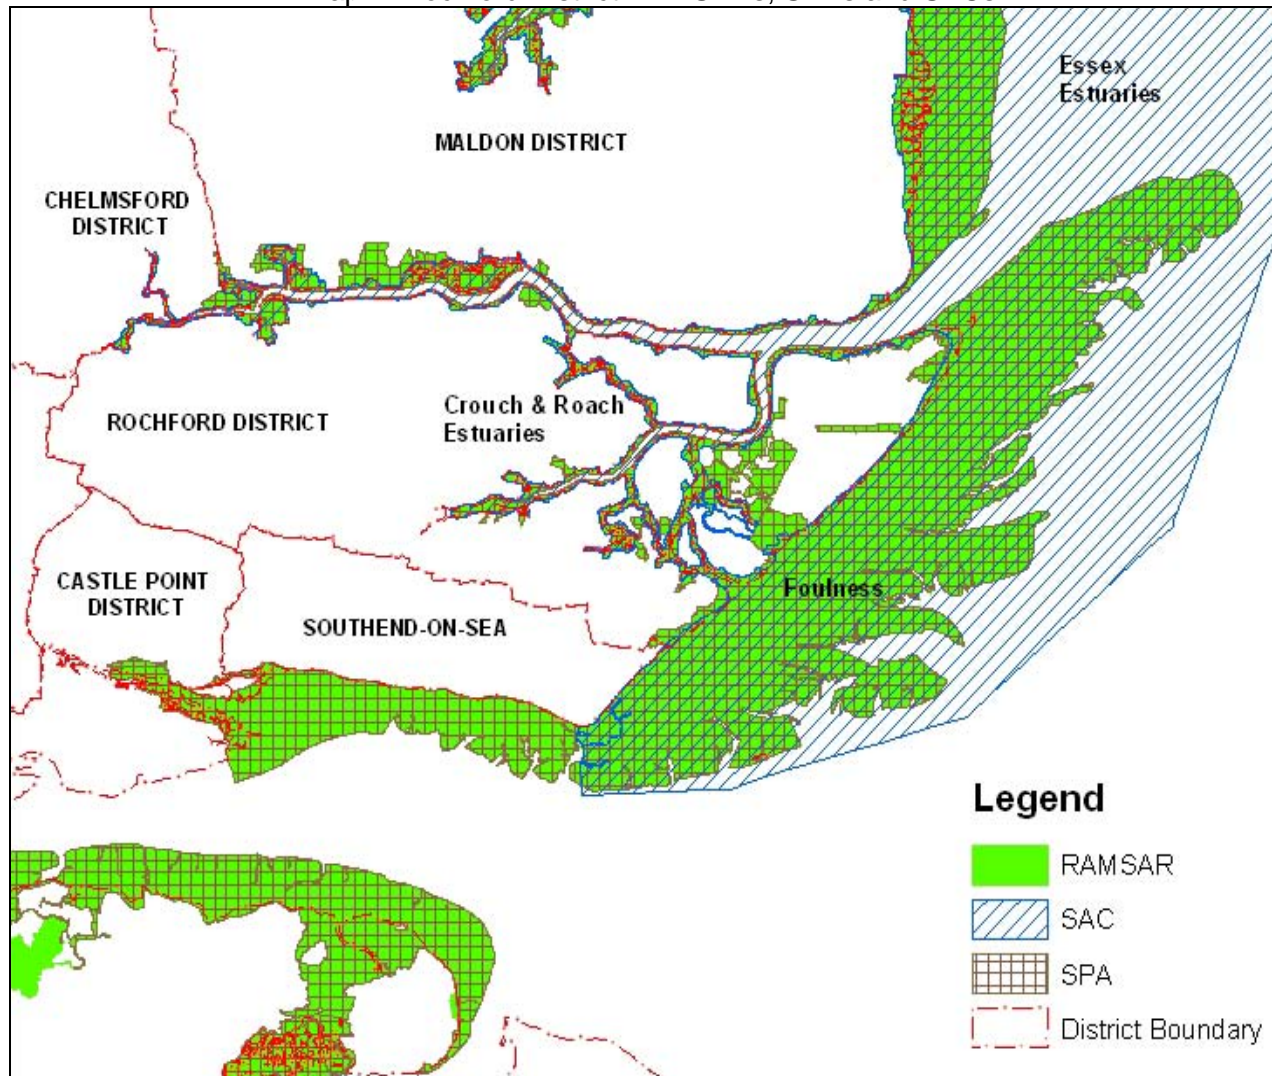 Essex
Estuaries
MALDON DISTRICT
CHELMSFORD
DISTRICT
ROCHFORD DISTRICT
Crouch & Roach
Estuaries
CASTLE POINT
DISTRICT
Foulness
SOUTHEND-ON-SEA
Legend
RAMSAR
SAC
SPA
District Boundary